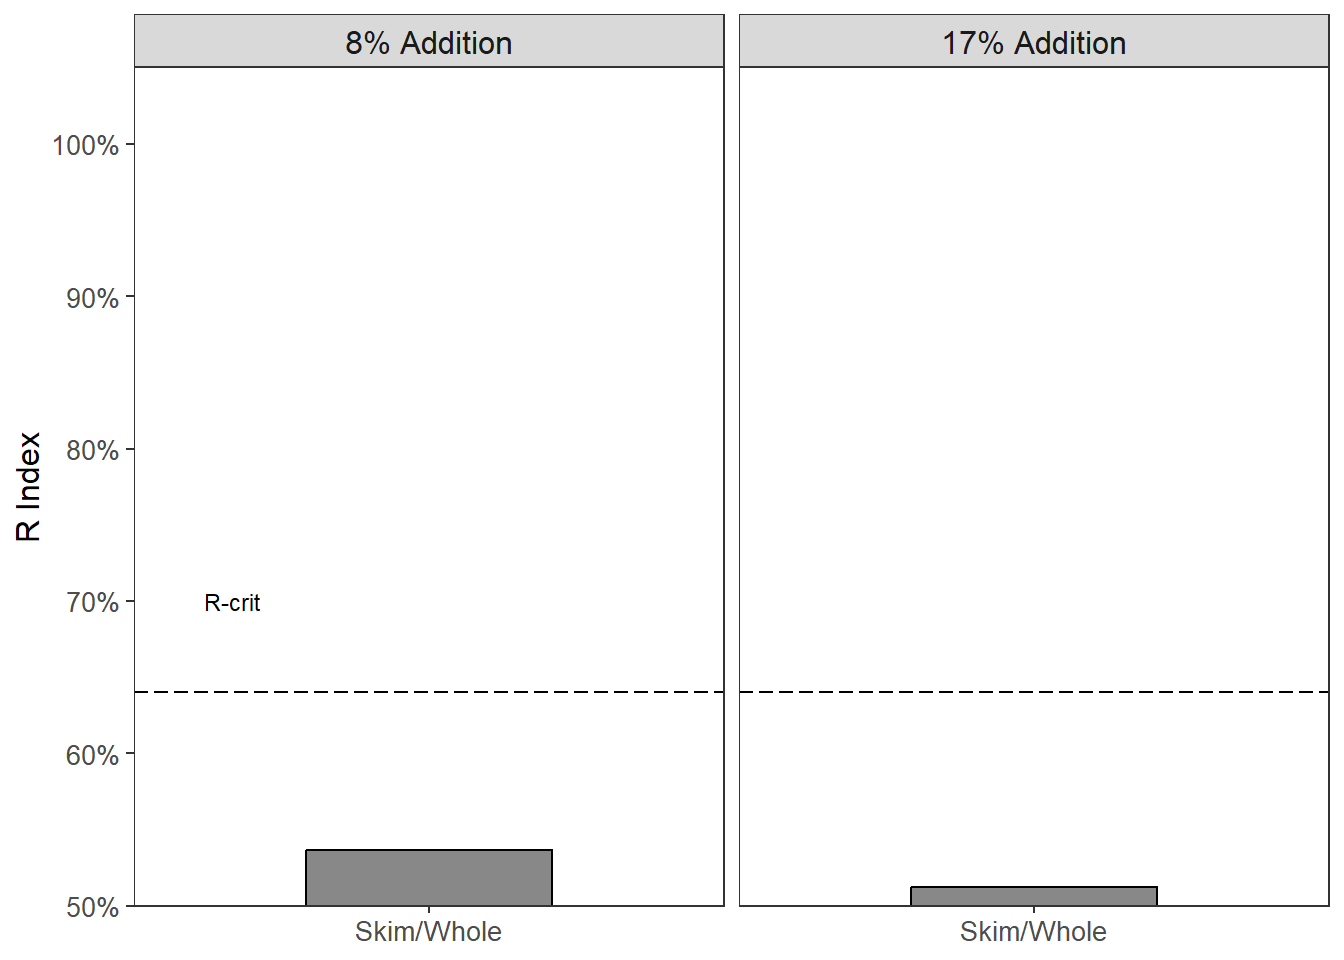 8% Addition
17% Addition
100%
90%
80%
70%
60%
50%
R Index
R-crit
Skim/Whole
Skim/Whole